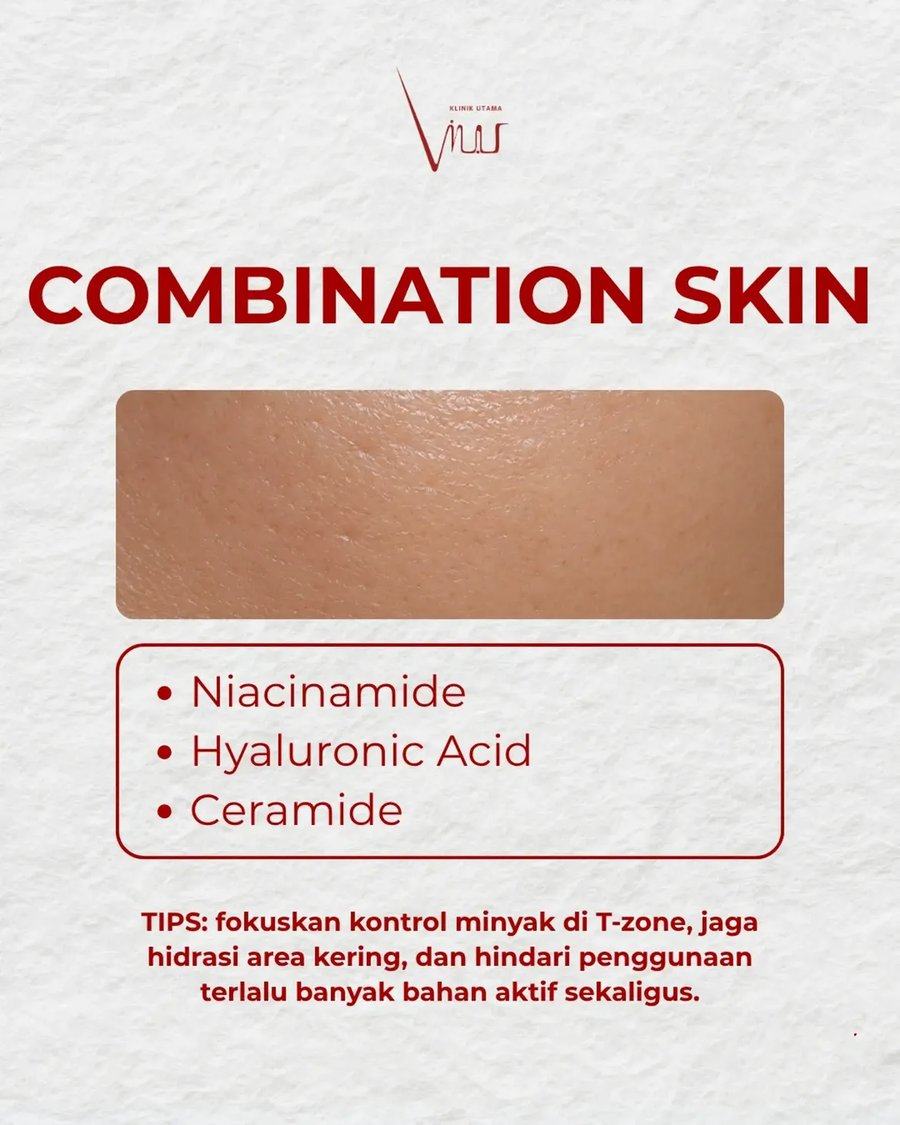 KLINIK UTAMA
COMBINATION SKIN
• Niacinamide
• Hyaluronic Acid
• Ceramide
TIPS: fokuskan kontrol minyak di T-zone, jaga
hidrasi area kering, dan hindari penggunaan
terlalu banyak bahan aktif sekaligus.